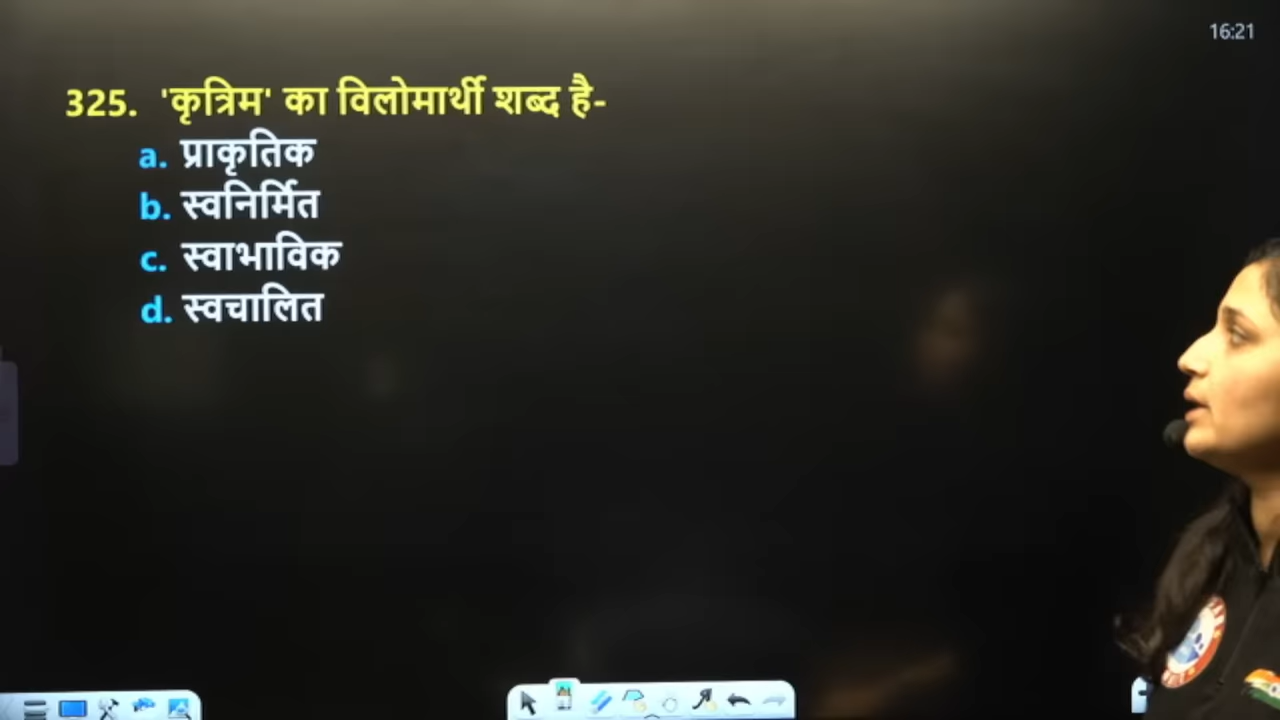 16:21
325. 'कृत्रिम' का विलोमार्थी शब्द है-
a. प्राकृतिक
b. स्वनिर्मित
c. स्वाभाविक
d. स्वचालित